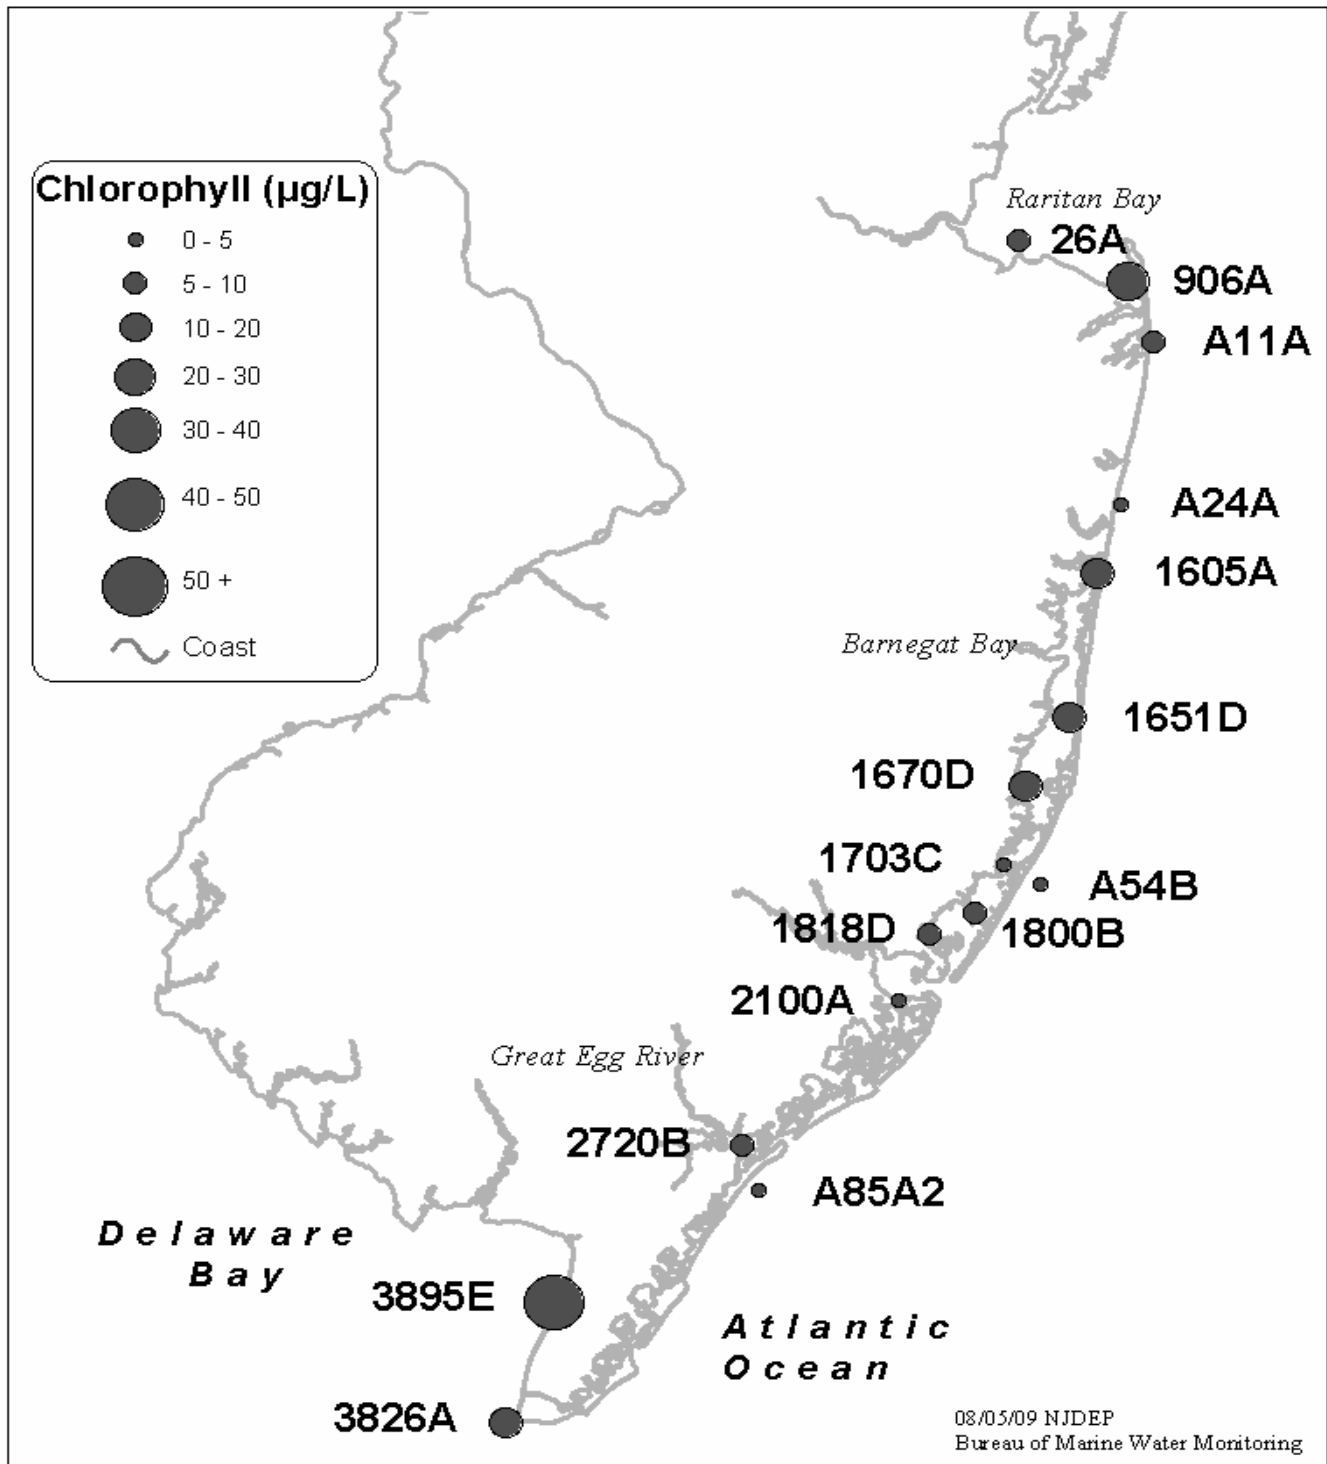 Chlorophyll (µg/L)
0 - 5
5 - 10
10 - 20
20 - 30
30 - 40
40 - 50
50 +
Coast
Raritan Bay
26A
906A
A11A
A24A
1605A
Barnegat Bay
1651D
1670D
1703C
A54B
1818D
1800B
2100A
Great Egg River
2720B
A85A2
Delaware
Bay
3895E
Atlantic
Ocean
3826A
08/05/09 NJDEP
Bureau of Marine Water Monitoring